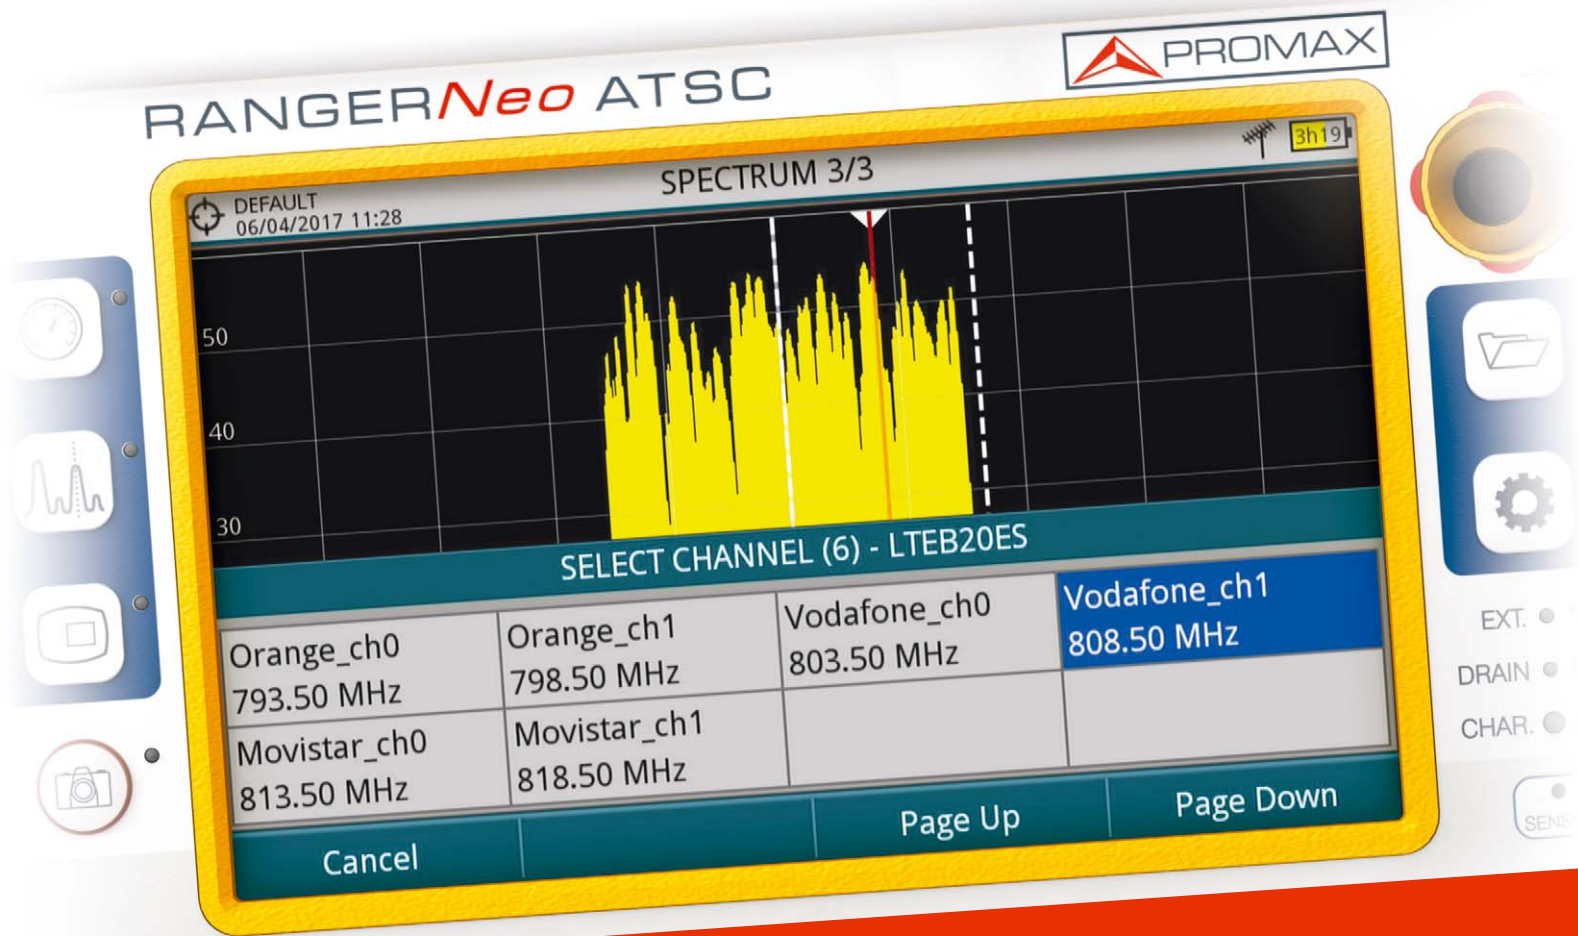 RANGERNeo ATSC
PROMAX
DEFAULT
06/04/2017 11:28
SPECTRUM 3/3
3h19
50
40
30
SELECT CHANNEL (6) - LTEB20ES
Orange_ch0
793.50 MHz
Orange_ch1
798.50 MHz
Vodafone_ch0
803.50 MHz
Vodafone_ch1
808.50 MHz
Movistar_ch0
813.50 MHz
Movistar_ch1
818.50 MHz
Cancel
Page Up
Page Down
EXT.
DRAIN
CHAR.